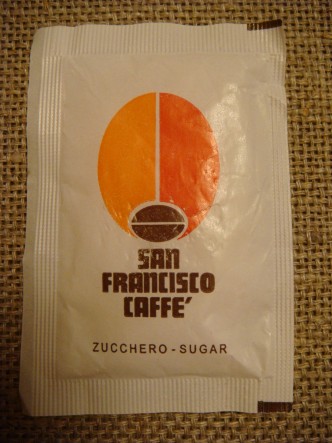 SAN
FRANCISCO
CAFFE'
ZUCCHERO - SUGAR